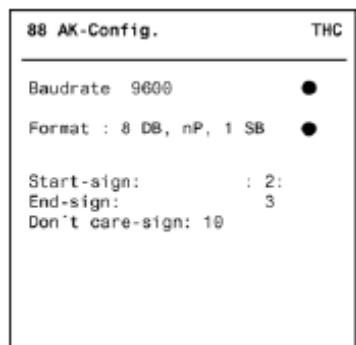 88 AK-Config. THC
Baudrate 9600 ●
Format : 8 DB, nP, 1 SB ●
Start-sign: : 2:
End-sign: 3
Don´t care-sign: 10